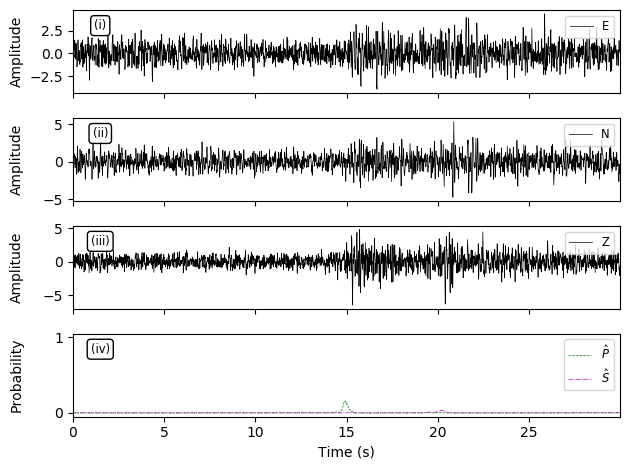 (i)
E
Amplitude
2.5
0.0
−2.5
(ii)
N
Amplitude
5
0
−5
(iii)
Z
Amplitude
5
0
−5
(iv)
P̂
Ŝ
Probability
1
0
0 5 10 15 20 25
Time (s)